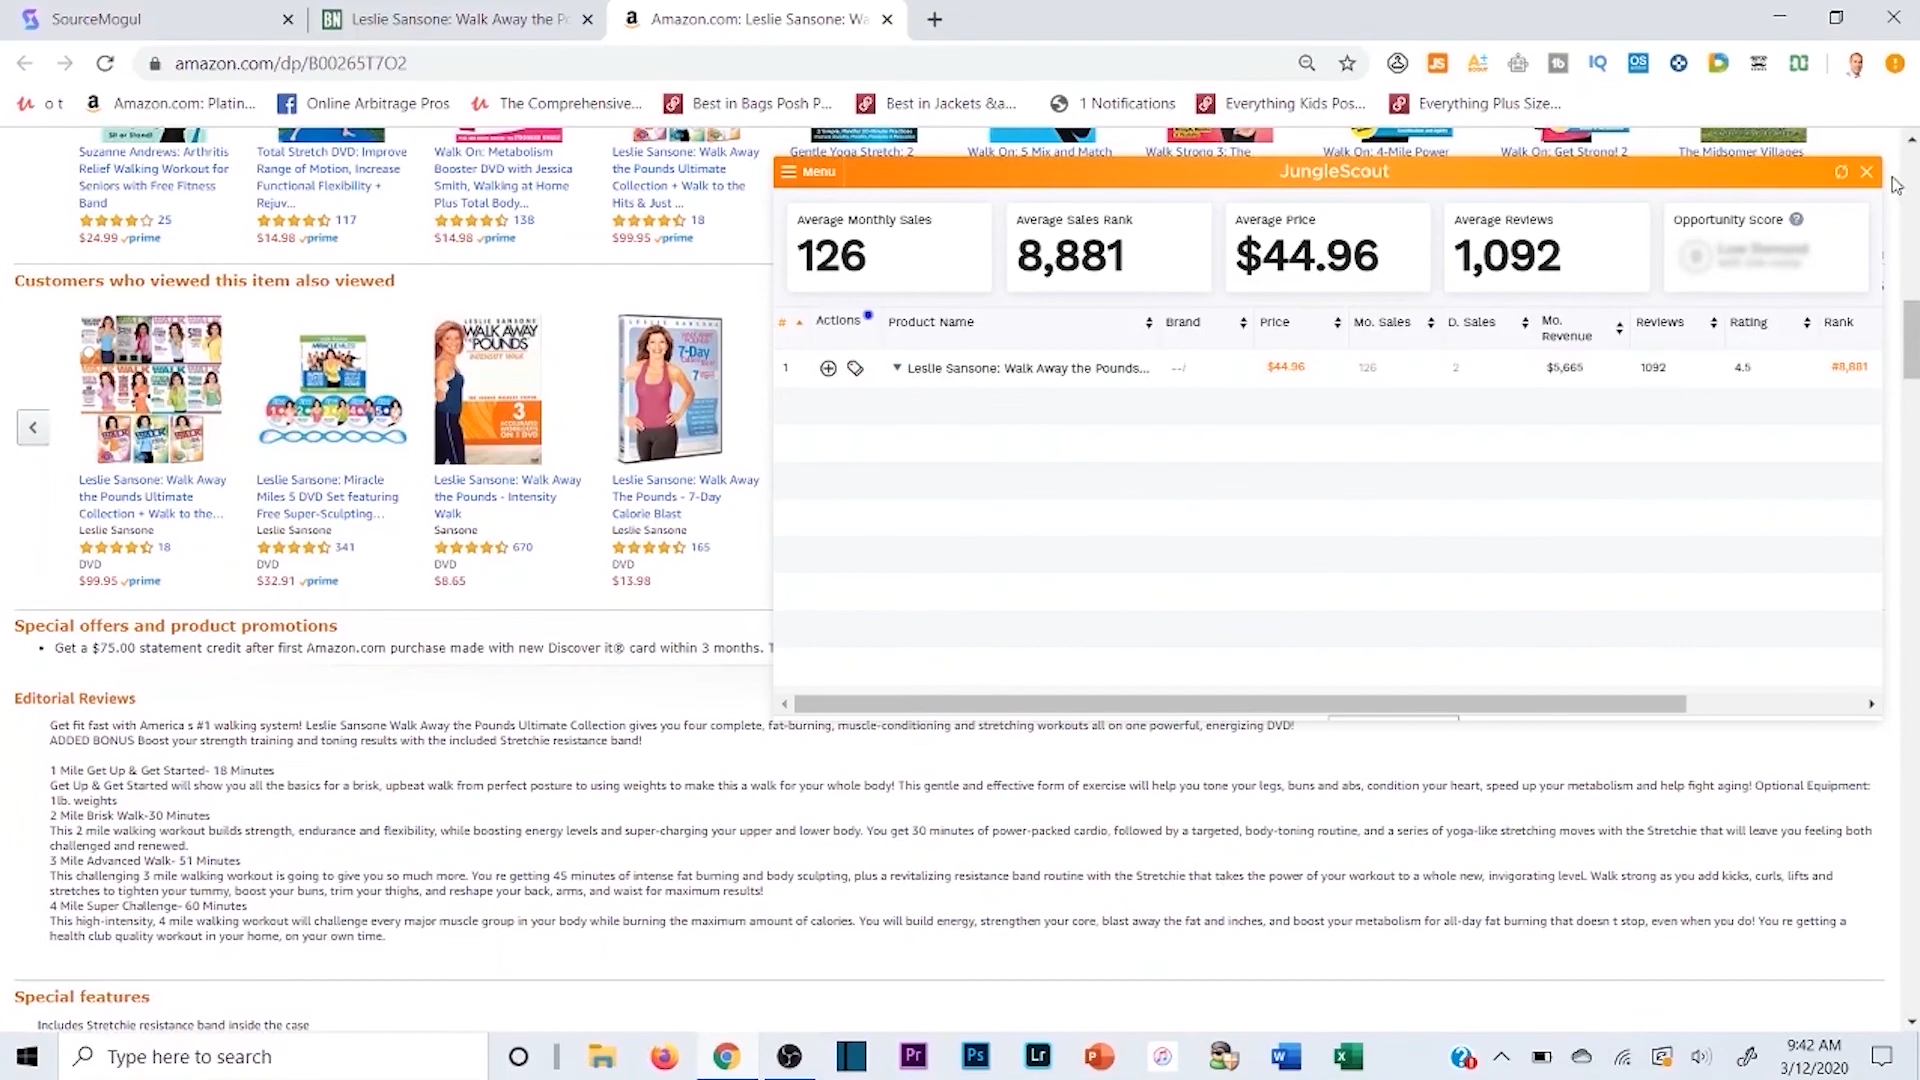 SourceMogul
Leslie Sansone: Walk Away the Po
Amazon.com: Leslie Sansone: Wa
amazon.com/dp/B00265T7O2
o t
Amazon.com: Platin...
Online Arbitrage Pros
The Comprehensive...
Best in Bags Posh P...
Best in Jackets &a...
1 Notifications
Everything Kids Pos...
Everything Plus Size...
Suzanne Andrews: Arthritis
Relief Walking Workout for
Seniors with Free Fitness
Band
25
$24.99 prime
Total Stretch DVD: Improve
Range of Motion, Increase
Functional Flexibility +
Rejuv...
117
$14.98 prime
Walk On: Metabolism
Booster DVD with Jessica
Smith, Walking at Home
Plus Total Body...
138
$14.98 prime
Leslie Sansone: Walk Away
the Pounds Ultimate
Collection + Walk to the
Hits & Just ...
18
$99.95 prime
Gentle Yoga Stretch: 2
Walk On: 5 Mix and Match
Walk Strong 3: The
Walk On: 4-Mile Power
Walk On: Get Strong! 2
The Midsomer Villages
Menu
JungleScout
Average Monthly Sales
126
Average Sales Rank
8,881
Average Price
$44.96
Average Reviews
1,092
Opportunity Score
# Actions Product Name Brand Price Mo. Sales D. Sales Mo. Revenue Reviews Rating Rank
1 Leslie Sansone: Walk Away the Pounds... --/ $44.96 126 2 $5,665 1092 4.5 #8,881
Customers who viewed this item also viewed
Leslie Sansone: Walk Away
the Pounds Ultimate
Collection + Walk to the...
Leslie Sansone
18
DVD
$99.95 prime
Leslie Sansone: Miracle
Miles 5 DVD Set featuring
Free Super-Sculpting...
Leslie Sansone
341
DVD
$32.91 prime
LESLIE SANSONE
WALK AWAY
THE POUNDS
INTENSITY WALK
3
Leslie Sansone: Walk Away
the Pounds - Intensity
Walk
Sansone
670
DVD
$8.65
7-Day
Leslie Sansone: Walk Away
The Pounds - 7-Day
Calorie Blast
Leslie Sansone
165
DVD
$13.98
Special offers and product promotions
• Get a $75.00 statement credit after first Amazon.com purchase made with new Discover it® card within 3 months. T
Editorial Reviews
Get fit fast with America s #1 walking system! Leslie Sansone Walk Away the Pounds Ultimate Collection gives you four complete, fat-burning, muscle-conditioning and stretching workouts all on one powerful, energizing DVD!
ADDED BONUS Boost your strength training and toning results with the included Stretchie resistance band!
1 Mile Get Up & Get Started- 18 Minutes
Get Up & Get Started will show you all the basics for a brisk, upbeat walk from perfect posture to using weights to make this a walk for your whole body! This gentle and effective form of exercise will help you tone your legs, buns and abs, condition your heart, speed up your metabolism and help fight aging! Optional Equipment:
1lb. weights
2 Mile Brisk Walk-30 Minutes
This 2 mile walking workout builds strength, endurance and flexibility, while boosting energy levels and super-charging your upper and lower body. You get 30 minutes of power-packed cardio, followed by a targeted, body-toning routine, and a series of yoga-like stretching moves with the Stretchie that will leave you feeling both
challenged and renewed.
3 Mile Advanced Walk- 51 Minutes
This challenging 3 mile walking workout is going to give you so much more. You re getting 45 minutes of intense fat burning and body sculpting, plus a revitalizing resistance band routine with the Stretchie that takes the power of your workout to a whole new, invigorating level. Walk strong as you add kicks, curls, lifts and
stretches to tighten your tummy, boost your buns, trim your thighs, and reshape your back, arms, and waist for maximum results!
4 Mile Super Challenge- 60 Minutes
This high-intensity, 4 mile walking workout will challenge every major muscle group in your body while burning the maximum amount of calories. You will build energy, strengthen your core, blast away the fat and inches, and boost your metabolism for all-day fat burning that doesn t stop, even when you do! You re getting a
health club quality workout in your home, on your own time.
Special features
Includes Stretchie resistance band inside the case
Type here to search
9:42 AM
3/12/2020